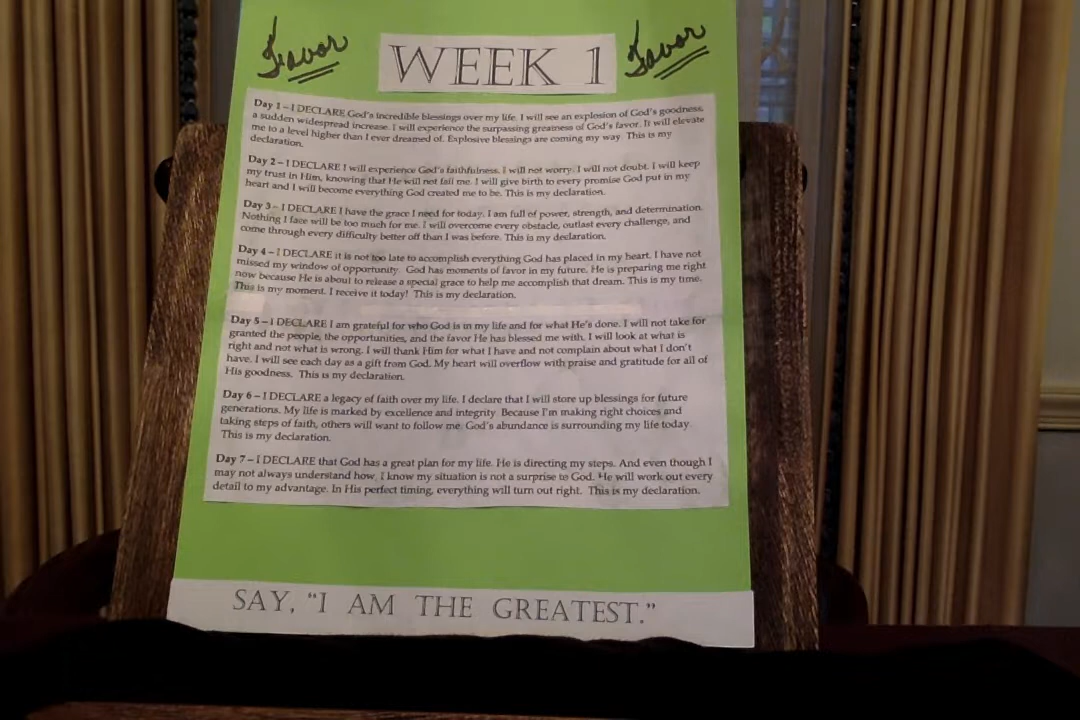 Favor WEEK 1 Favor
Day 1 – I DECLARE God's incredible blessings over my life. I will see an explosion of God's goodness,
a sudden widespread increase. I will experience the surpassing greatness of God's favor. It will elevate
me to a level higher than I ever dreamed of. Explosive blessings are coming my way. This is my
declaration.
Day 2 – I DECLARE I will experience God's faithfulness. I will not worry. I will not doubt. I will keep
my trust in Him, knowing that He will not fail me. I will give birth to every promise God put in my
heart and I will become everything God created me to be. This is my declaration.
Day 3 – I DECLARE I have the grace I need for today. I am full of power, strength, and determination.
Nothing I face will be too much for me. I will overcome every obstacle, outlast every challenge, and
come through every difficulty better off than I was before. This is my declaration.
Day 4 – I DECLARE it is not too late to accomplish everything God has placed in my heart. I have not
missed my window of opportunity. God has moments of favor in my future. He is preparing me right
now because He is about to release a special grace to help me accomplish that dream. This is my time.
This is my moment. I receive it today! This is my declaration.
Day 5 – I DECLARE I am grateful for who God is in my life and for what He's done. I will not take for
granted the people, the opportunities, and the favor He has blessed me with. I will look at what is
right and not what is wrong. I will thank Him for what I have and not complain about what I don't
have. I will see each day as a gift from God. My heart will overflow with praise and gratitude for all of
His goodness. This is my declaration.
Day 6 – I DECLARE a legacy of faith over my life. I declare that I will store up blessings for future
generations. My life is marked by excellence and integrity. Because I'm making right choices and
taking steps of faith, others will want to follow me. God's abundance is surrounding my life today.
This is my declaration.
Day 7 – I DECLARE that God has a great plan for my life. He is directing my steps. And even though I
may not always understand how, I know my situation is not a surprise to God. He will work out every
detail to my advantage. In His perfect timing, everything will turn out right. This is my declaration.
SAY, "I AM THE GREATEST."